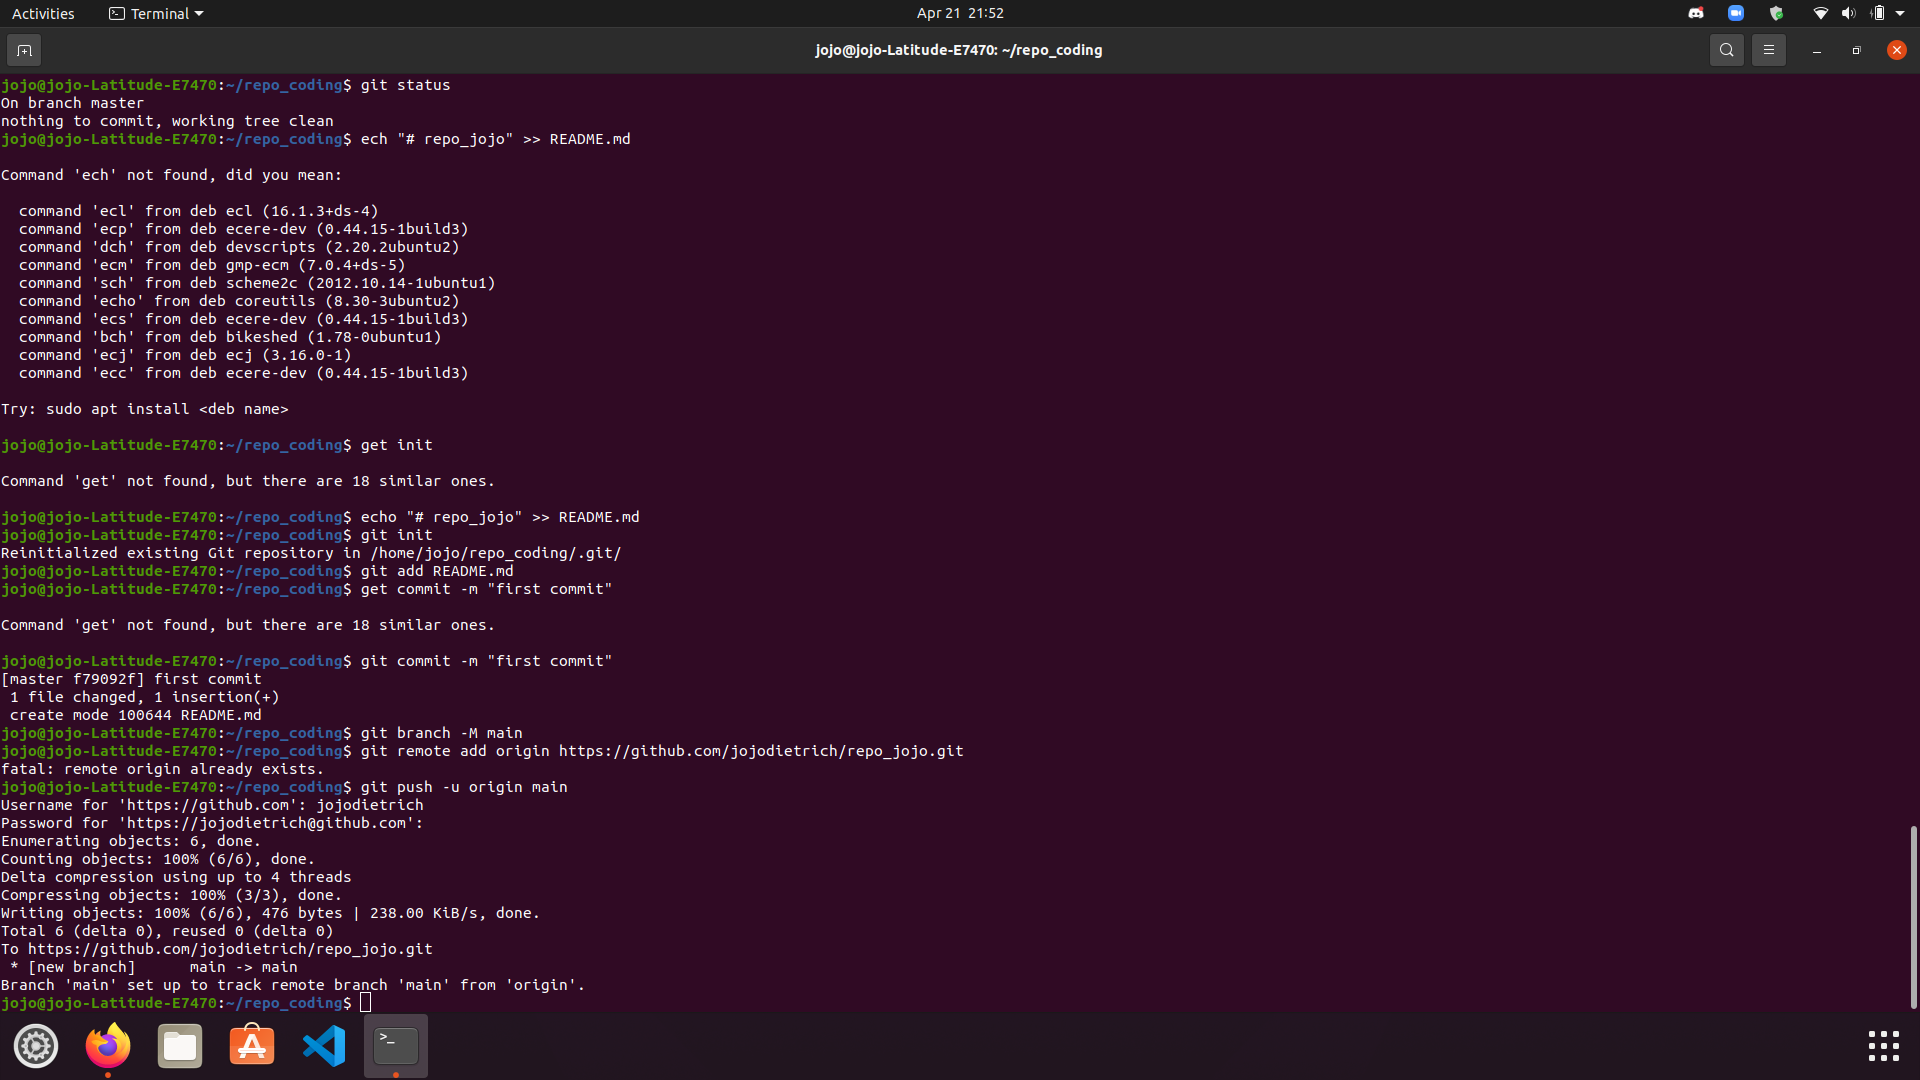 Activities
Terminal
Apr 21 21:52
jojo@jojo-Latitude-E7470: ~/repo_coding
jojo@jojo-Latitude-E7470:~/repo_coding$ git status
On branch master
nothing to commit, working tree clean
jojo@jojo-Latitude-E7470:~/repo_coding$ ech "# repo_jojo" >> README.md
Command 'ech' not found, did you mean:
command 'ecl' from deb ecl (16.1.3+ds-4)
command 'ecp' from deb ecere-dev (0.44.15-1build3)
command 'dch' from deb devscripts (2.20.2ubuntu2)
command 'ecm' from deb gmp-ecm (7.0.4+ds-5)
command 'sch' from deb scheme2c (2012.10.14-1ubuntu1)
command 'echo' from deb coreutils (8.30-3ubuntu2)
command 'ecs' from deb ecere-dev (0.44.15-1build3)
command 'bch' from deb bikeshed (1.78-0ubuntu1)
command 'ecj' from deb ecj (3.16.0-1)
command 'ecc' from deb ecere-dev (0.44.15-1build3)
Try: sudo apt install <deb name>
jojo@jojo-Latitude-E7470:~/repo_coding$ get init
Command 'get' not found, but there are 18 similar ones.
jojo@jojo-Latitude-E7470:~/repo_coding$ echo "# repo_jojo" >> README.md
jojo@jojo-Latitude-E7470:~/repo_coding$ git init
Reinitialized existing Git repository in /home/jojo/repo_coding/.git/
jojo@jojo-Latitude-E7470:~/repo_coding$ git add README.md
jojo@jojo-Latitude-E7470:~/repo_coding$ get commit -m "first commit"
Command 'get' not found, but there are 18 similar ones.
jojo@jojo-Latitude-E7470:~/repo_coding$ git commit -m "first commit"
[master f79092f] first commit
1 file changed, 1 insertion(+)
create mode 100644 README.md
jojo@jojo-Latitude-E7470:~/repo_coding$ git branch -M main
jojo@jojo-Latitude-E7470:~/repo_coding$ git remote add origin https://github.com/jojodietrich/repo_jojo.git
fatal: remote origin already exists.
jojo@jojo-Latitude-E7470:~/repo_coding$ git push -u origin main
Username for 'https://github.com': jojodietrich
Password for 'https://jojodietrich@github.com':
Enumerating objects: 6, done.
Counting objects: 100% (6/6), done.
Delta compression using up to 4 threads
Compressing objects: 100% (3/3), done.
Writing objects: 100% (6/6), 476 bytes | 238.00 KiB/s, done.
Total 6 (delta 0), reused 0 (delta 0)
To https://github.com/jojodietrich/repo_jojo.git
* [new branch]      main -> main
Branch 'main' set up to track remote branch 'main' from 'origin'.
jojo@jojo-Latitude-E7470:~/repo_coding$